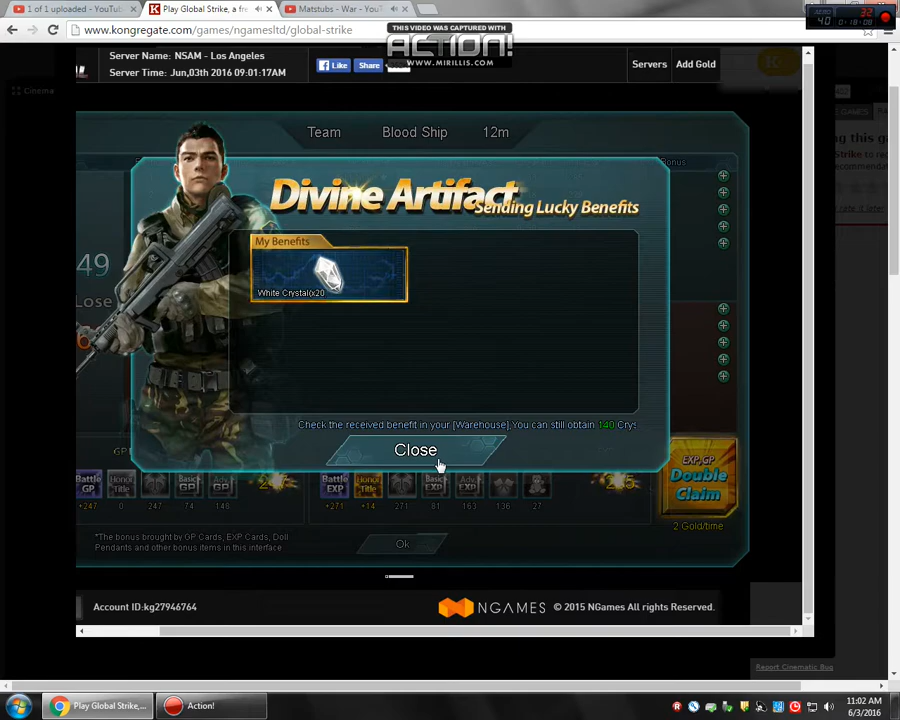 1 of 1 uploaded - YouTube
Play Global Strike, a fre
Matstubs - War - YouT
THIS VIDEO WAS CAPTURED WITH
ACTION!
WWW.MIRILLIS.COM
32
40
www.kongregate.com/games/ngamesltd/global-strike
Server Name: NSAM - Los Angeles
Server Time: Jun,03th 2016 09:01:17AM
Like
Share
Servers
Add Gold
Cinema
Team
Blood Ship
12m
Divine Artifact
Sending Lucky Benefits
My Benefits
White Crystal(x20
49
Lose
Check the received benefit in your [Warehouse].You can still obtain 140 Crys
Close
Battle GP
Honor Title
Basic GP
Adv. GP
+247
0
247
74
148
Battle EXP
Honor Title
Basic EXP
Adv. EXP
+271
+14
271
81
163
136
27
EXP,GP
Double
Claim
2 Gold/time
*The bonus brought by GP Cards, EXP Cards, Doll
Pendants and other bonus items in this interface
Ok
Account ID:kg27946764
NGAMES
© 2015 NGames All rights Reserved.
Report Cinematic Bug
Play Global Strike,...
Action!
11:02 AM
6/3/2016